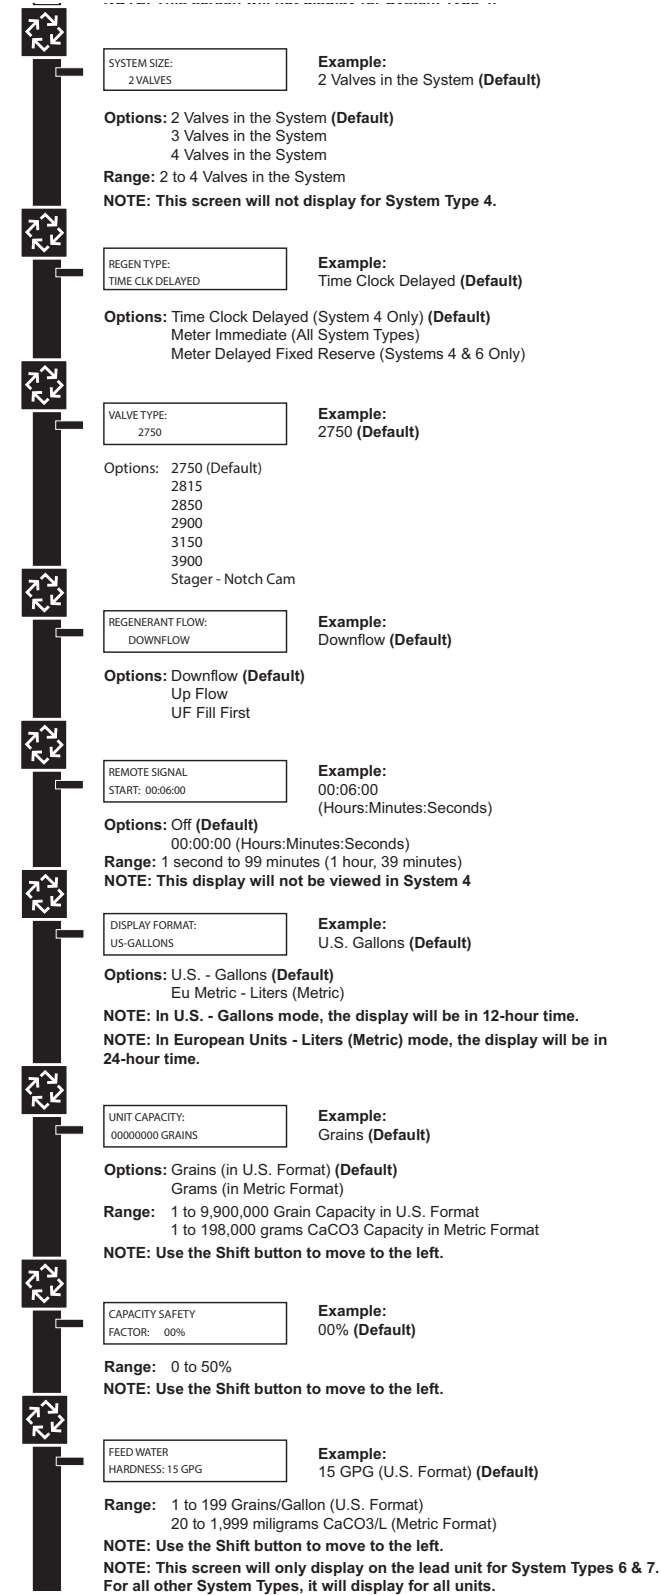 SYSTEM SIZE:
2 VALVES
Example:
2 Valves in the System (Default)
Options: 2 Valves in the System (Default)
3 Valves in the System
4 Valves in the System
Range: 2 to 4 Valves in the System
NOTE: This screen will not display for System Type 4.
REGEN TYPE:
TIME CLK DELAYED
Example:
Time Clock Delayed (Default)
Options: Time Clock Delayed (System 4 Only) (Default)
Meter Immediate (All System Types)
Meter Delayed Fixed Reserve (Systems 4 & 6 Only)
VALVE TYPE:
2750
Example:
2750 (Default)
Options: 2750 (Default)
2815
2850
2900
3150
3900
Stager - Notch Cam
REGENERANT FLOW:
DOWNFLOW
Example:
Downflow (Default)
Options: Downflow (Default)
Up Flow
UF Fill First
REMOTE SIGNAL
START: 00:06:00
Example:
00:06:00
(Hours:Minutes:Seconds)
Options: Off (Default)
00:00:00 (Hours:Minutes:Seconds)
Range: 1 second to 99 minutes (1 hour, 39 minutes)
NOTE: This display will not be viewed in System 4
DISPLAY FORMAT:
US-GALLONS
Example:
U.S. Gallons (Default)
Options: U.S. - Gallons (Default)
Eu Metric - Liters (Metric)
NOTE: In U.S. - Gallons mode, the display will be in 12-hour time.
NOTE: In European Units - Liters (Metric) mode, the display will be in
24-hour time.
UNIT CAPACITY:
00000000 GRAINS
Example:
Grains (Default)
Options: Grains (in U.S. Format) (Default)
Grams (in Metric Format)
Range: 1 to 9,900,000 Grain Capacity in U.S. Format
1 to 198,000 grams CaCO3 Capacity in Metric Format
NOTE: Use the Shift button to move to the left.
CAPACITY SAFETY
FACTOR: 00%
Example:
00% (Default)
Range: 0 to 50%
NOTE: Use the Shift button to move to the left.
FEED WATER
HARDNESS: 15 GPG
Example:
15 GPG (U.S. Format) (Default)
Range: 1 to 199 Grains/Gallon (U.S. Format)
20 to 1,999 miligrams CaCO3/L (Metric Format)
NOTE: Use the Shift button to move to the left.
NOTE: This screen will only display on the lead unit for System Types 6 & 7.
For all other System Types, it will display for all units.